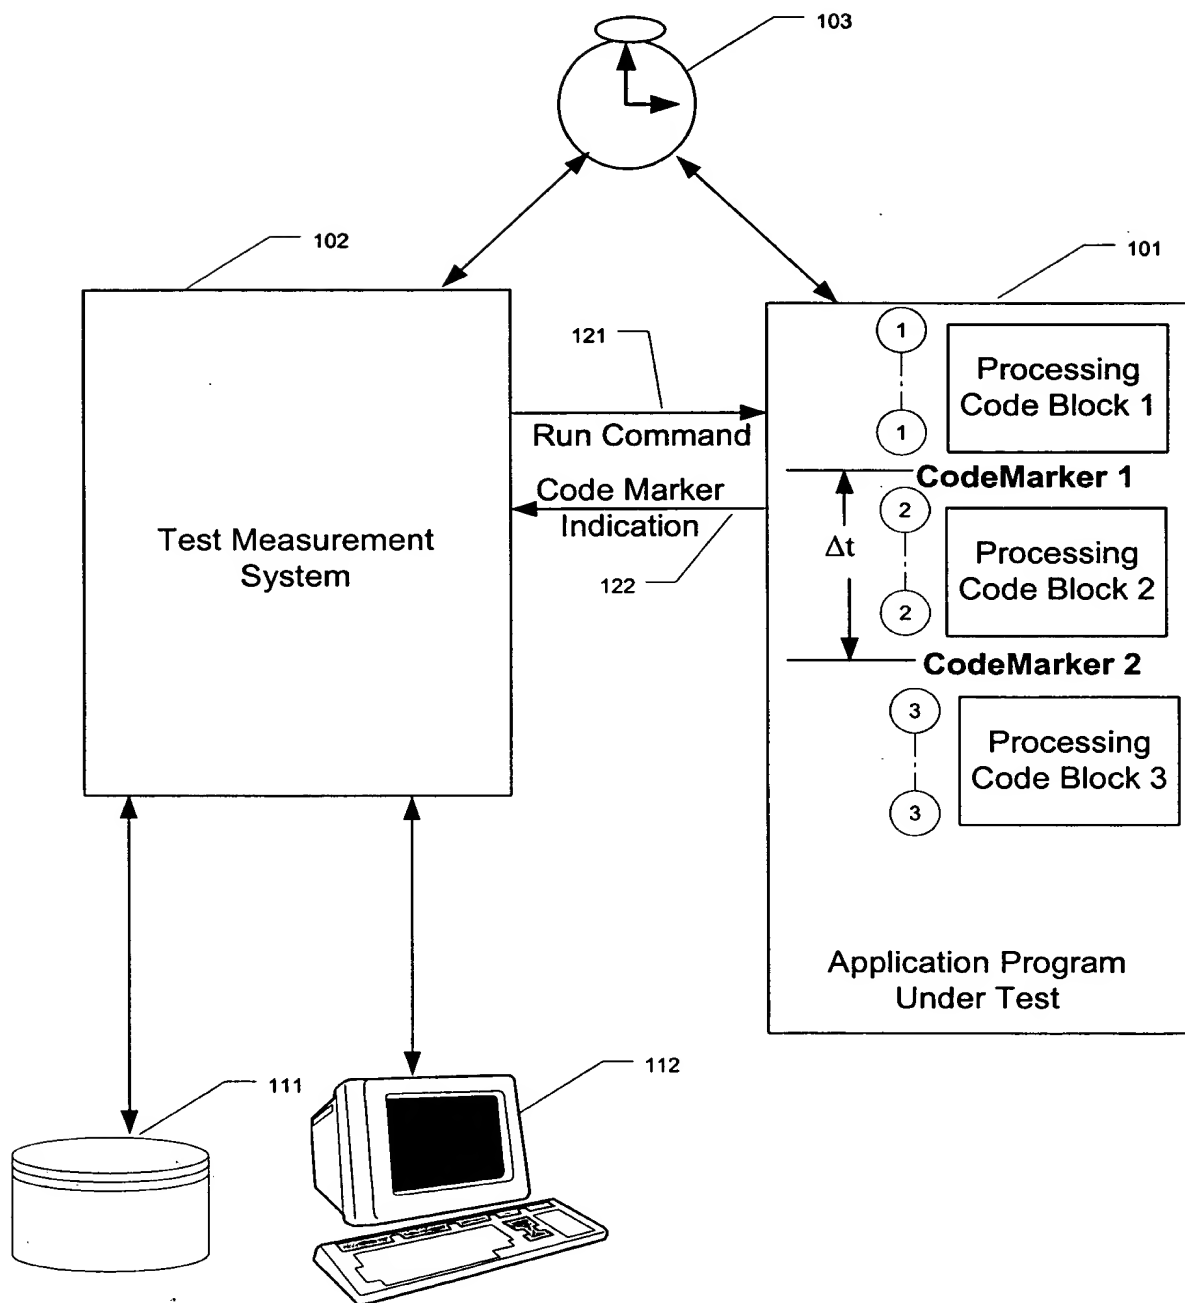 103
102
101
121
Run Command
Code Marker
Indication
122
Test Measurement
System
1
1
Processing
Code Block 1
CodeMarker 1
Δt
2
2
Processing
Code Block 2
CodeMarker 2
3
3
Processing
Code Block 3
Application Program
Under Test
111
112